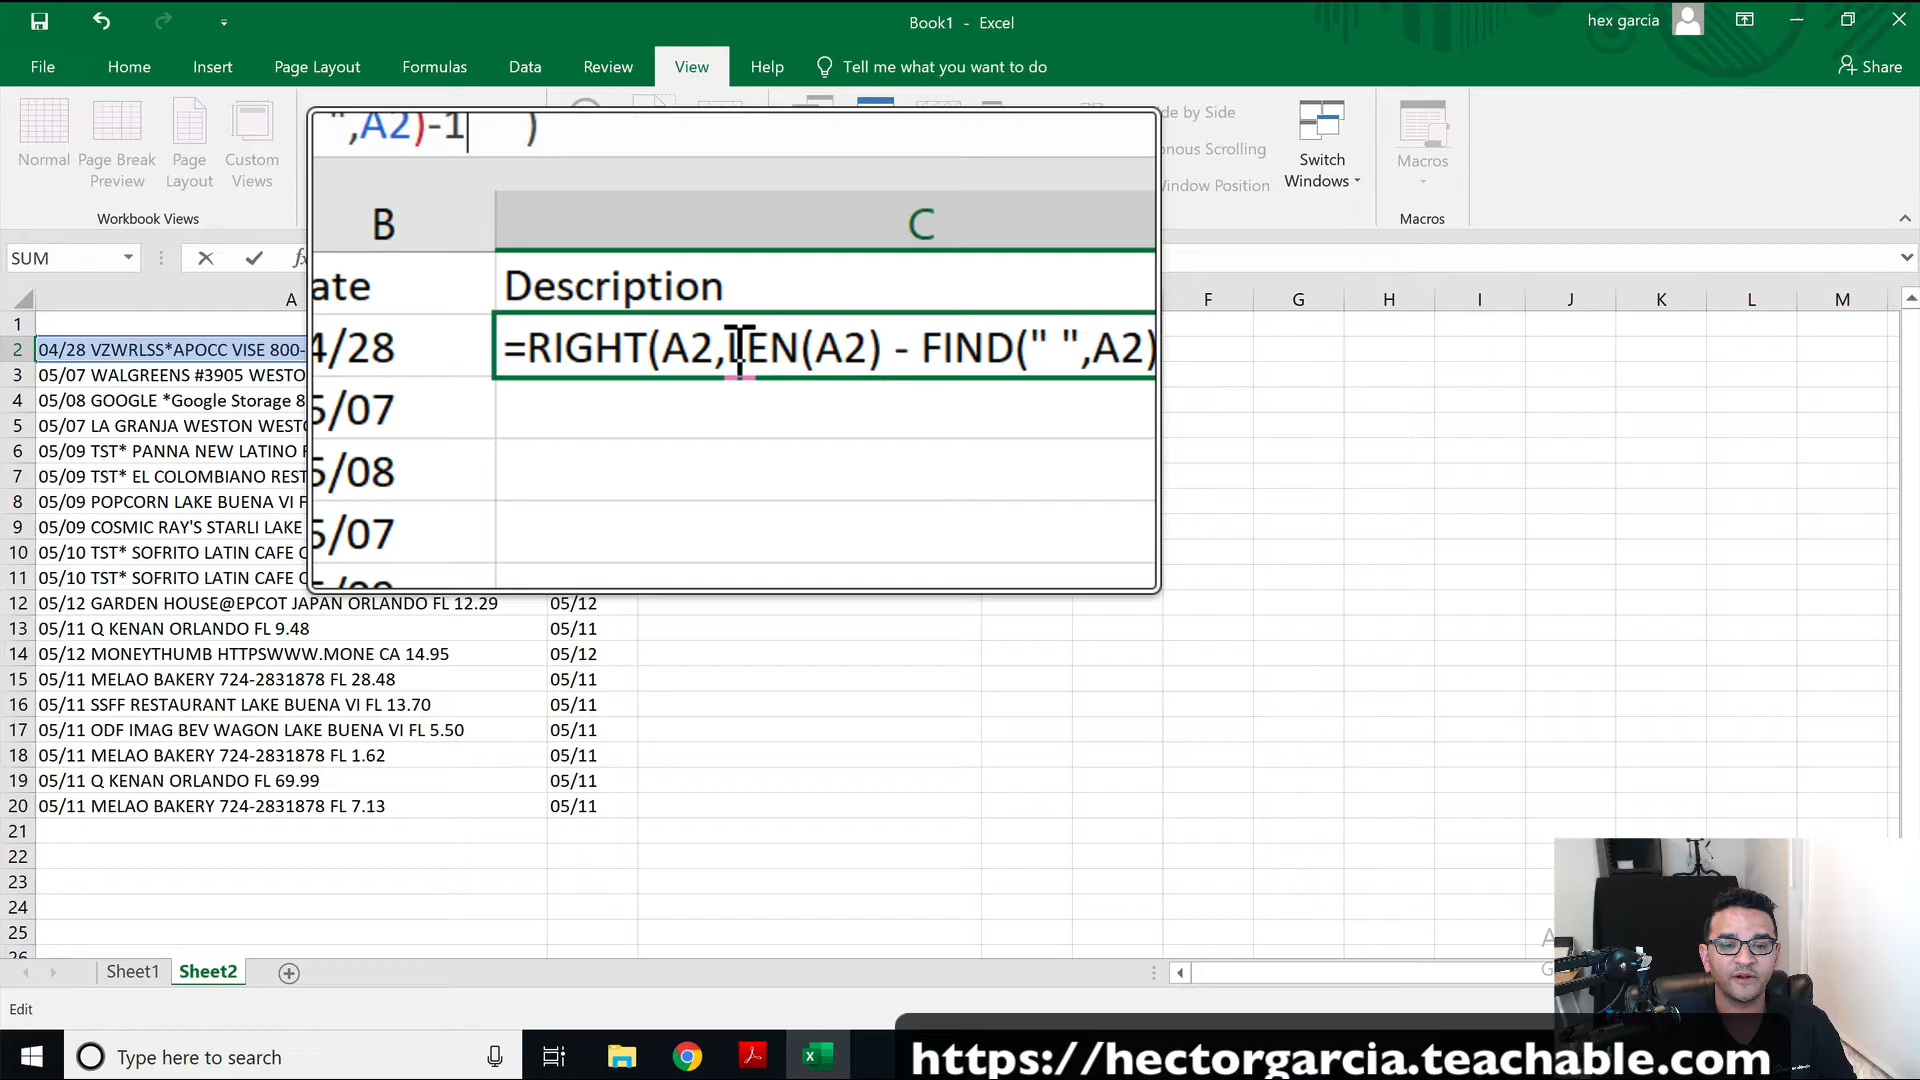 Book1 - Excel
hex garcia
File Home Insert Page Layout Formulas Data Review View Help Tell me what you want to do Share
Normal
Page Break Preview
Page Layout
Custom Views
Workbook Views
de by Side
onous Scrolling
Window Position
Switch Windows
Macros
Macros
SUM
",A2)-1 )
B C
ate Description
4/28 =RIGHT(A2,LEN(A2) - FIND(" ",A2)
5/07
5/08
5/07
A F G H I J K L M
1
2 04/28 VZWRLSS*APOCC VISE 800-
3 05/07 WALGREENS #3905 WESTO
4 05/08 GOOGLE *Google Storage 8
5 05/07 LA GRANJA WESTON WESTO
6 05/09 TST* PANNA NEW LATINO F
7 05/09 TST* EL COLOMBIANO REST
8 05/09 POPCORN LAKE BUENA VI F
9 05/09 COSMIC RAY'S STARLI LAKE
10 05/10 TST* SOFRITO LATIN CAFE C
11 05/10 TST* SOFRITO LATIN CAFE C
12 05/12 GARDEN HOUSE@EPCOT JAPAN ORLANDO FL 12.29 05/12
13 05/11 Q KENAN ORLANDO FL 9.48 05/11
14 05/12 MONEYTHUMB HTTPSWWW.MONE CA 14.95 05/12
15 05/11 MELAO BAKERY 724-2831878 FL 28.48 05/11
16 05/11 SSFF RESTAURANT LAKE BUENA VI FL 13.70 05/11
17 05/11 ODF IMAG BEV WAGON LAKE BUENA VI FL 5.50 05/11
18 05/11 MELAO BAKERY 724-2831878 FL 1.62 05/11
19 05/11 Q KENAN ORLANDO FL 69.99 05/11
20 05/11 MELAO BAKERY 724-2831878 FL 7.13 05/11
21
22
23
24
25
Sheet1 Sheet2
Edit
Type here to search
https://hectorgarcia.teachable.com